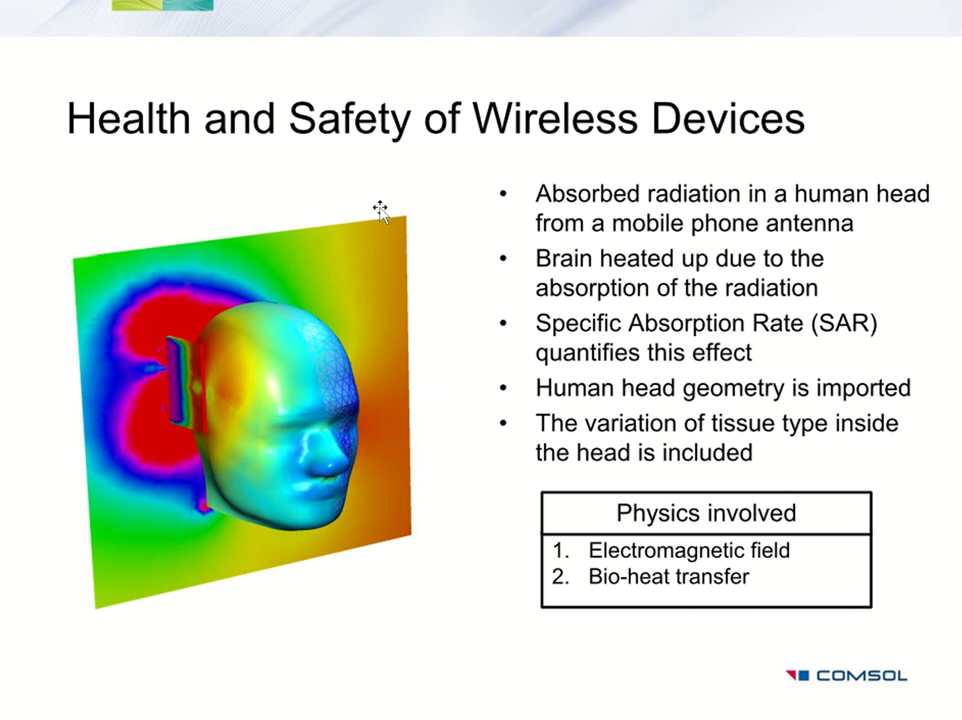 Health and Safety of Wireless Devices
• Absorbed radiation in a human head
from a mobile phone antenna
• Brain heated up due to the
absorption of the radiation
• Specific Absorption Rate (SAR)
quantifies this effect
• Human head geometry is imported
• The variation of tissue type inside
the head is included
Physics involved
1. Electromagnetic field
2. Bio-heat transfer
COMSOL